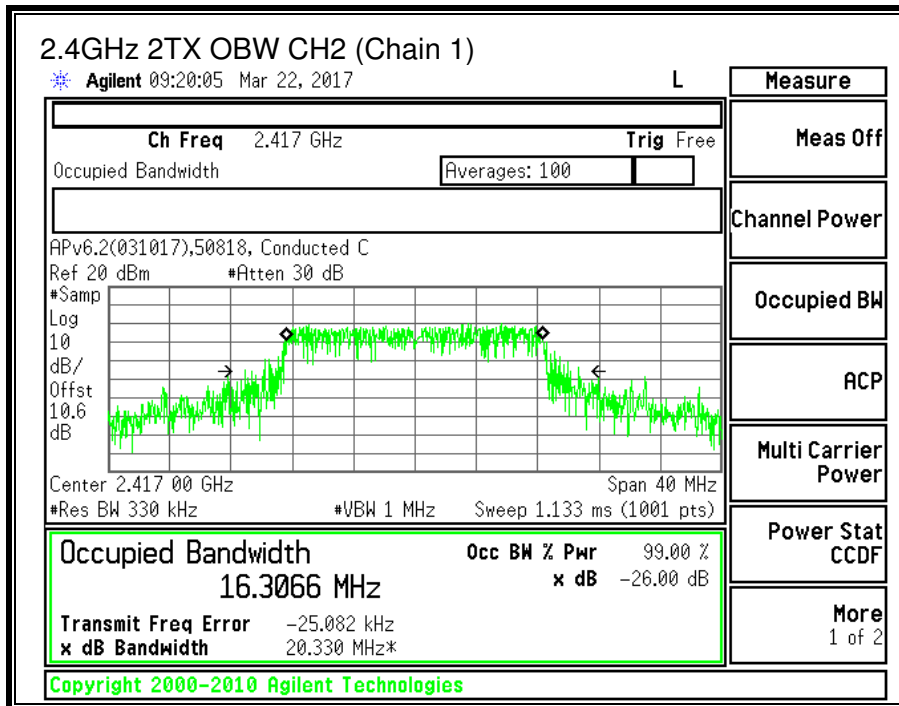 2.4GHz 2TX OBW CH2 (Chain 1)
Agilent 09:20:05 Mar 22, 2017 L
Measure
Ch Freq 2.417 GHz Trig Free
Occupied Bandwidth Averages: 100
APv6.2(031017),50818, Conducted C
Ref 20 dBm #Atten 30 dB
#Samp
Log
10
dB/
Offst
10.6
dB
Center 2.417 00 GHz Span 40 MHz
#Res BW 330 kHz #VBW 1 MHz Sweep 1.133 ms (1001 pts)
Occupied Bandwidth Occ BW % Pwr 99.00 %
16.3066 MHz x dB -26.00 dB
Transmit Freq Error -25.082 kHz
x dB Bandwidth 20.330 MHz*
Meas Off
Channel Power
Occupied BW
ACP
Multi Carrier
Power
Power Stat
CCDF
More
1 of 2
Copyright 2000-2010 Agilent Technologies